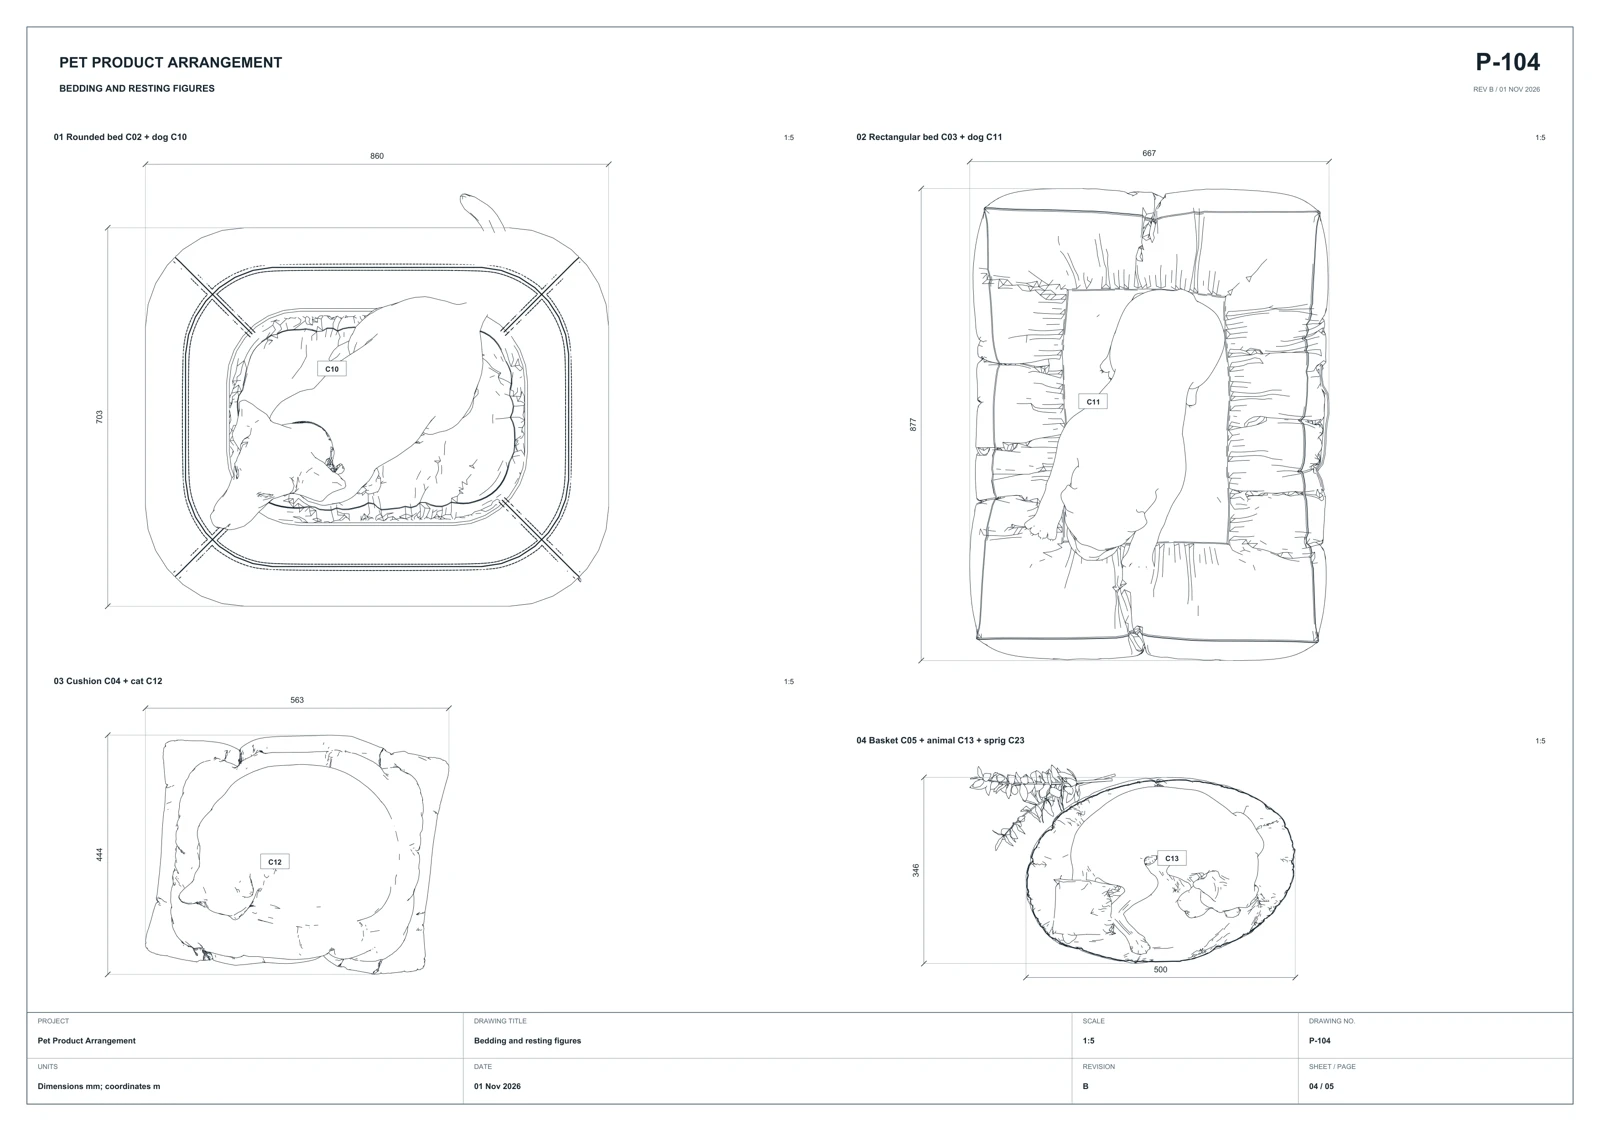 PET PRODUCT ARRANGEMENT
BEDDING AND RESTING FIGURES
P-104
REV B / 01 NOV 2026
01 Rounded bed C02 + dog C10
1:5
860
703
C10
02 Rectangular bed C03 + dog C11
1:5
667
877
C11
03 Cushion C04 + cat C12
1:5
563
444
C12
04 Basket C05 + animal C13 + sprig C23
1:5
346
C13
500
PROJECT
Pet Product Arrangement
DRAWING TITLE
Bedding and resting figures
SCALE
1:5
DRAWING NO.
P-104
UNITS
Dimensions mm; coordinates m
DATE
01 Nov 2026
REVISION
B
SHEET / PAGE
04 / 05